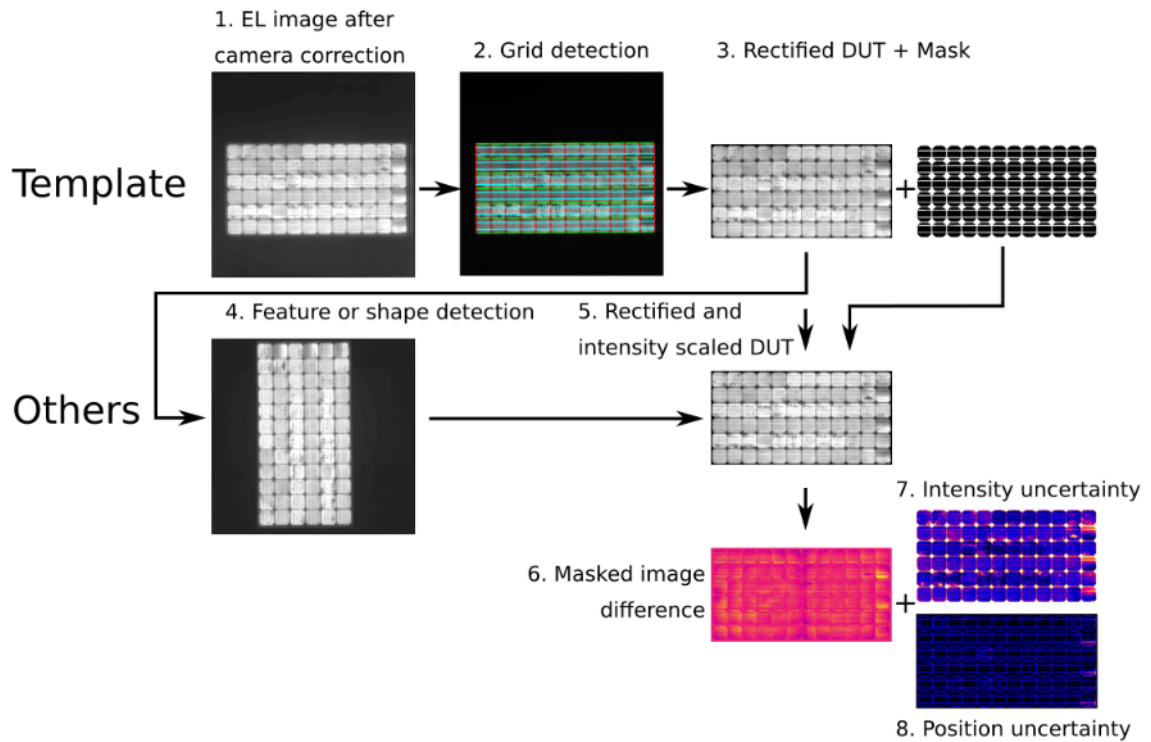 1. EL image after
camera correction
2. Grid detection
3. Rectified DUT + Mask
Template
+
4. Feature or shape detection
5. Rectified and
intensity scaled DUT
Others
7. Intensity uncertainty
6. Masked image
difference
+
8. Position uncertainty